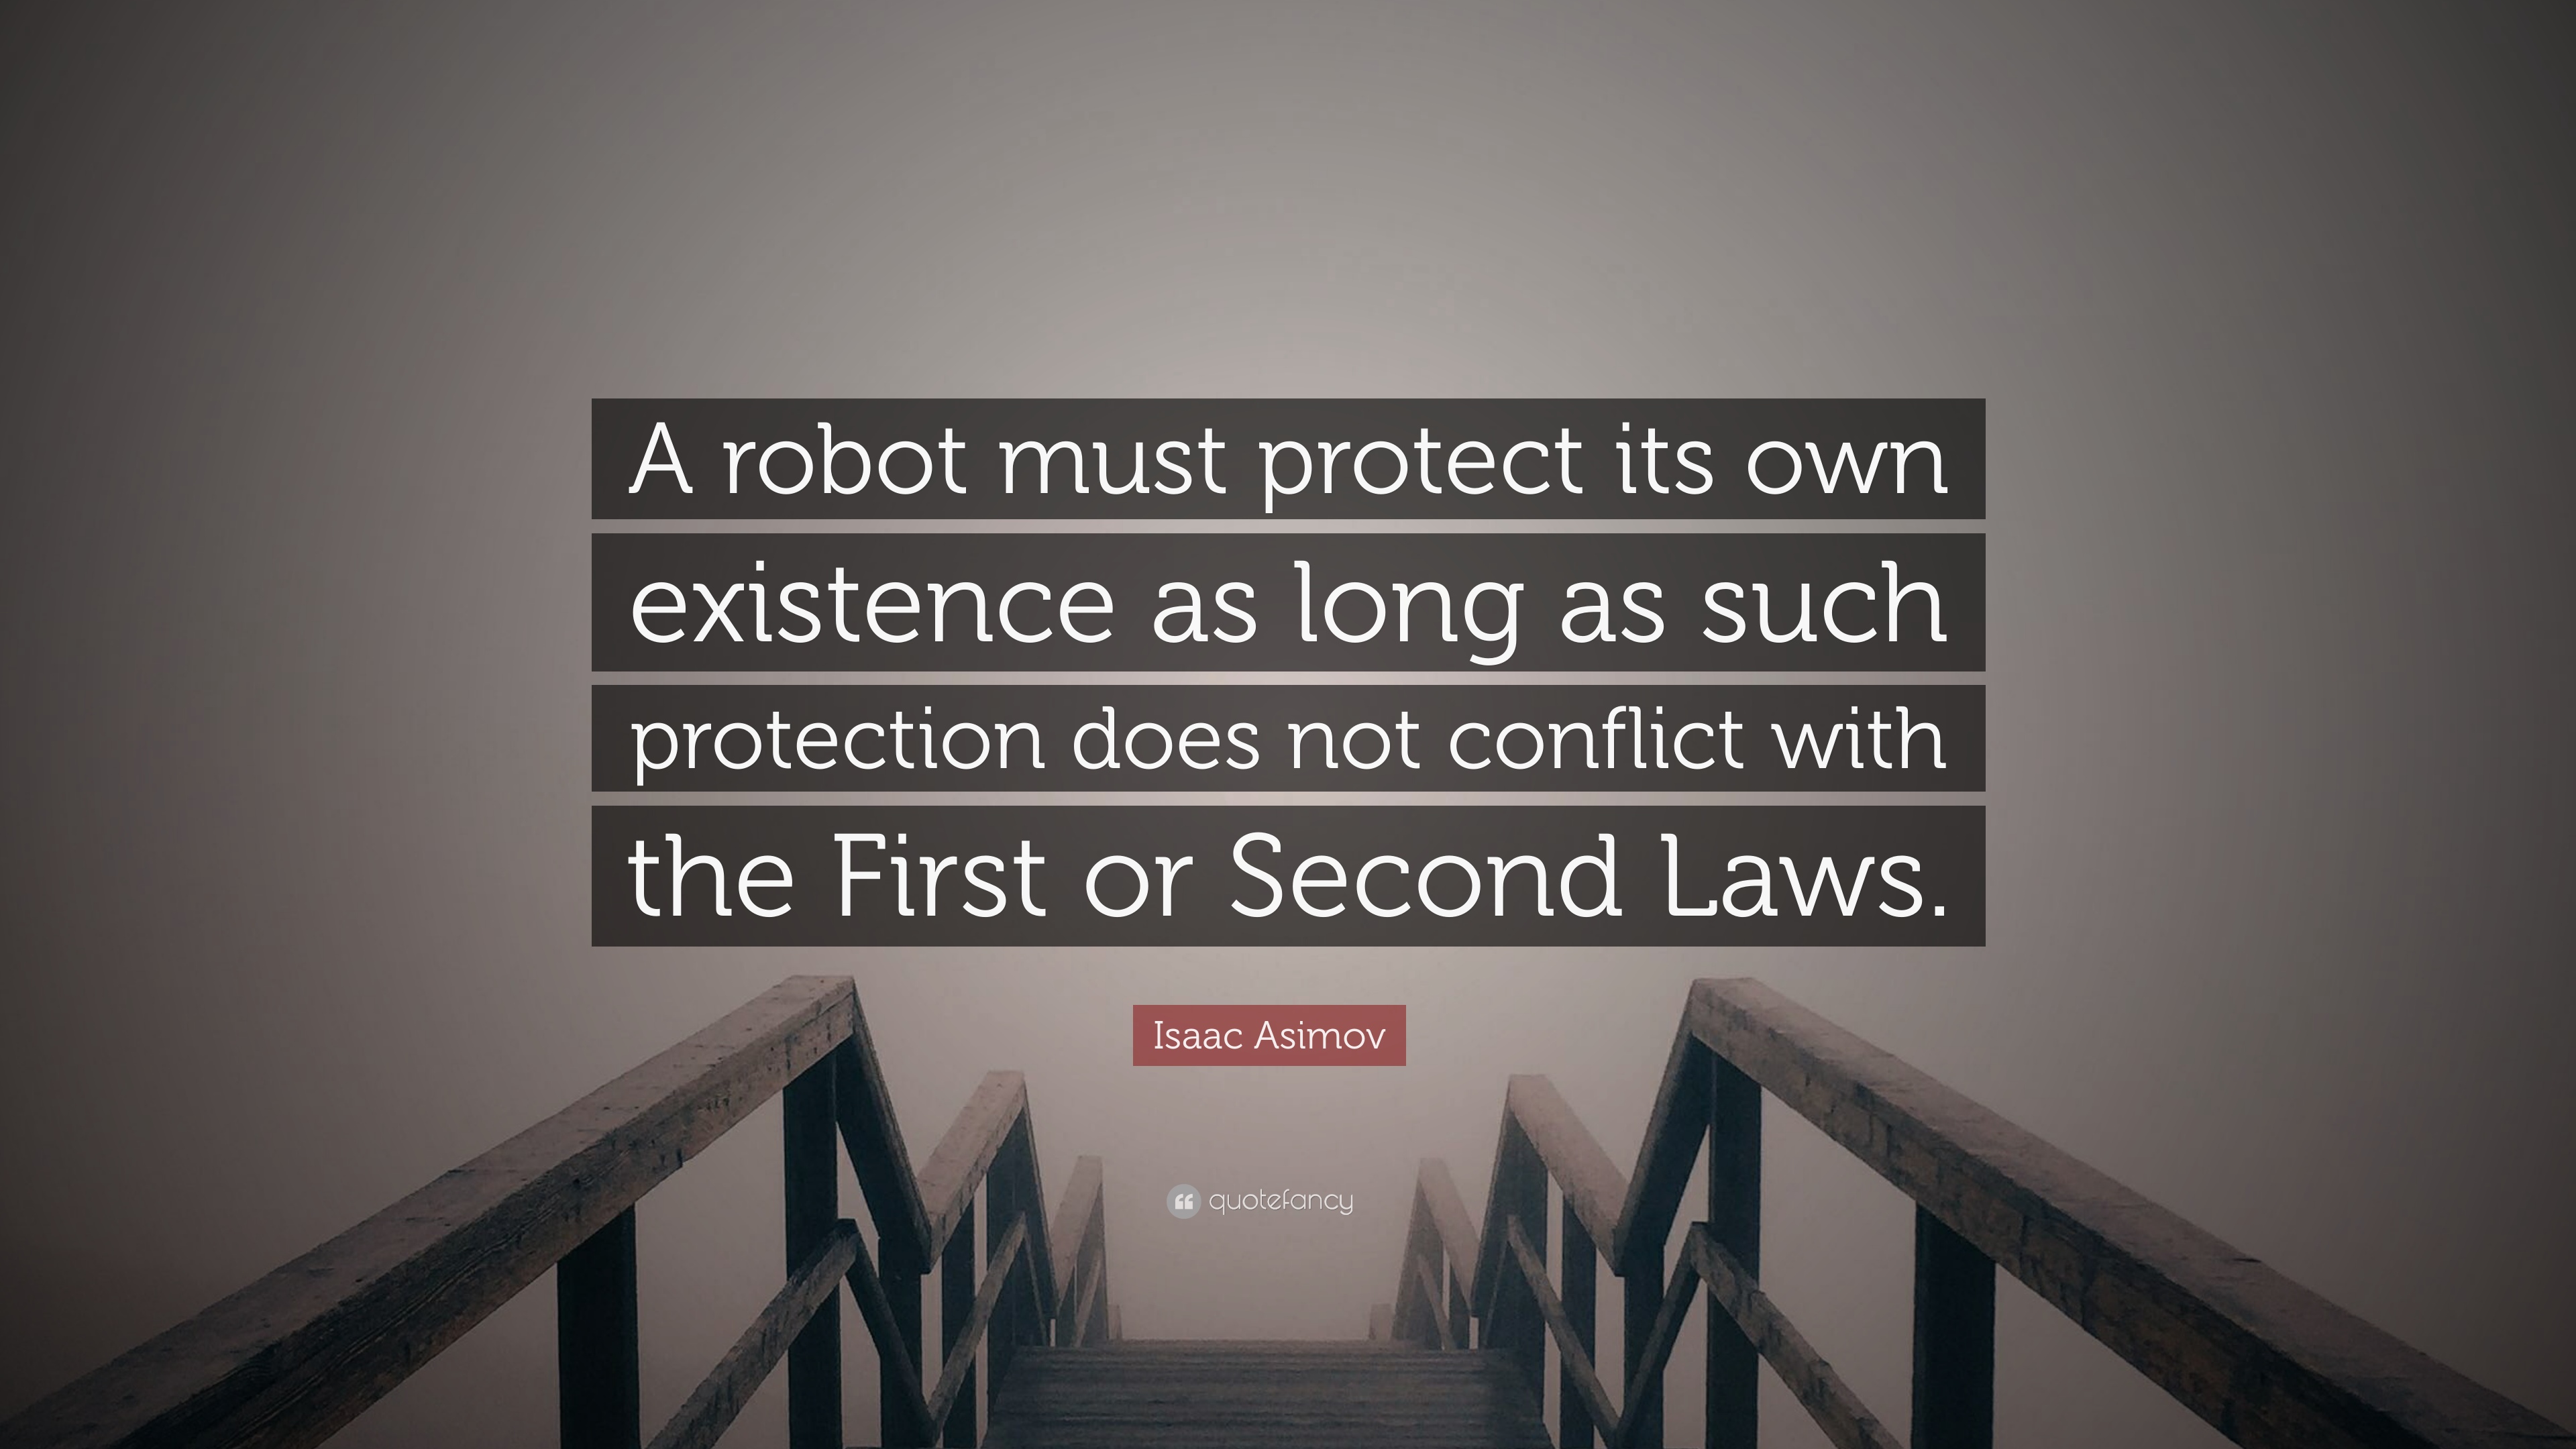 A robot must protect its own
existence as long as such
protection does not conflict with
the First or Second Laws.
Isaac Asimov
quotefancy